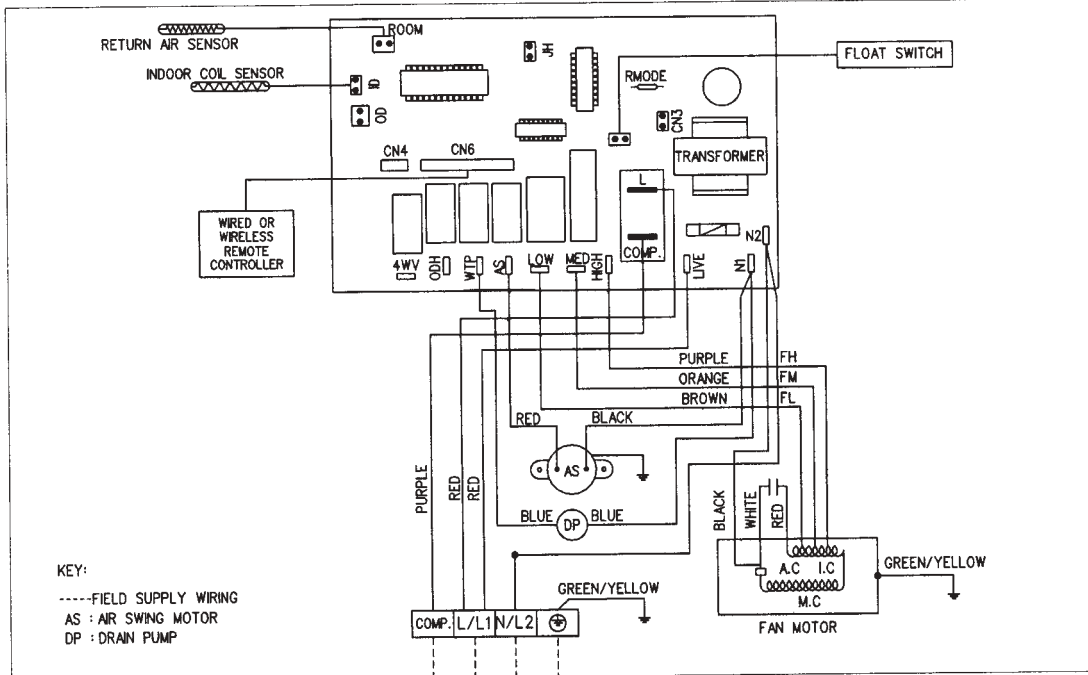 ROOM
RETURN AIR SENSOR
INDOOR COIL SENSOR
ID
OD
JH
RMODE
FLOAT SWITCH
CN3
CN4
CN6
TRANSFORMER
L
COMP.
WIRED OR
WIRELESS
REMOTE
CONTROLLER
4WV
ODH
WTP
AS
LOW
MED
HIGH
LIVE
N1
N2
PURPLE
FH
ORANGE
FM
BROWN
FL
RED
BLACK
AS
PURPLE
RED
RED
BLUE
DP
BLUE
BLACK
WHITE
RED
A.C
I.C
M.C
GREEN/YELLOW
FAN MOTOR
KEY:
-----FIELD SUPPLY WIRING
AS : AIR SWING MOTOR
DP : DRAIN PUMP
GREEN/YELLOW
COMP.
L/L1
N/L2